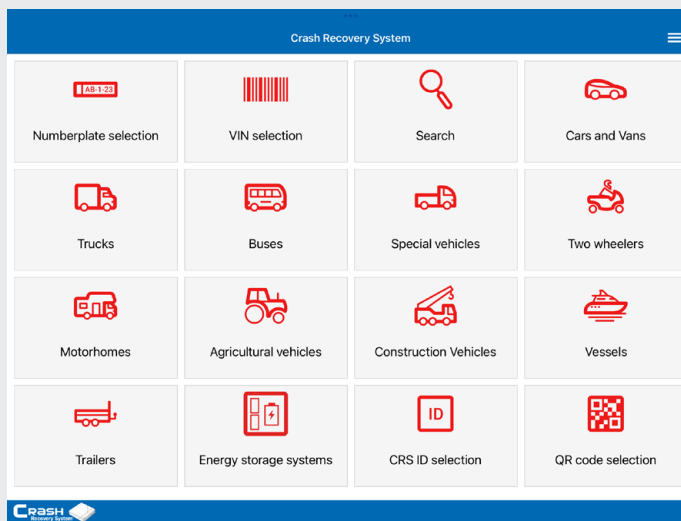 Crash Recovery System
AB-1-23
Numberplate selection
VIN selection
Search
Cars and Vans
Trucks
Buses
Special vehicles
Two wheelers
Motorhomes
Agricultural vehicles
Construction Vehicles
Vessels
Trailers
Energy storage systems
ID
CRS ID selection
QR code selection
CRASH
Recovery System